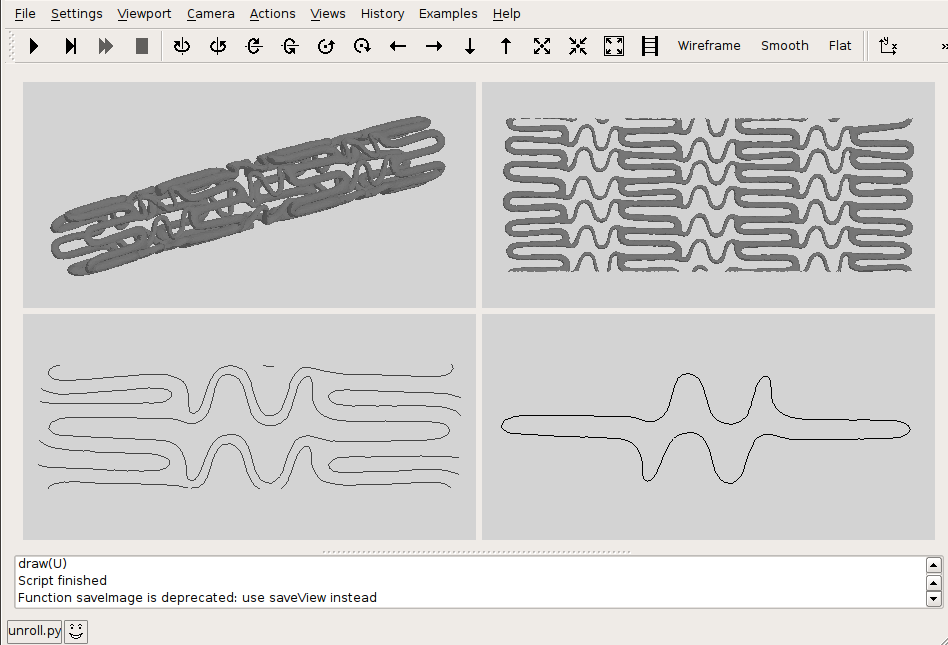 File Settings Viewport Camera Actions Views History Examples Help
Wireframe Smooth Flat
draw(U)
Script finished
Function saveImage is deprecated: use saveView instead
unroll.py